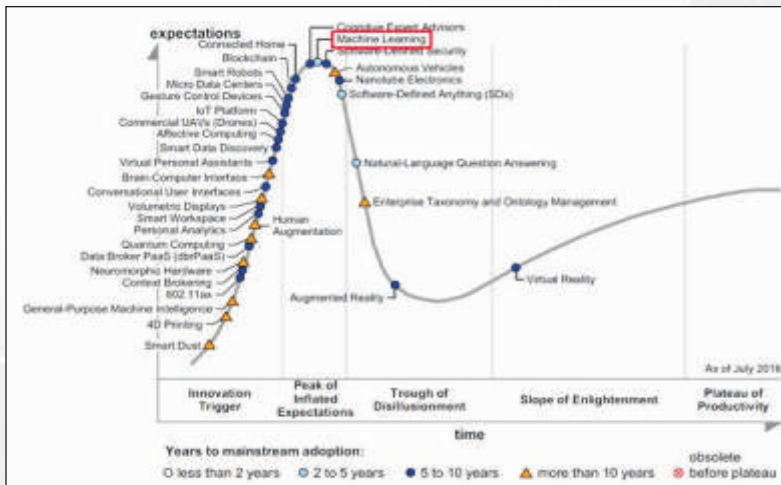 expectations
Cognitive Expert Advisors
Connected Home
Machine Learning
Blockchain
Software-Defined Security
Smart Robots
Autonomous Vehicles
Micro Data Centers
Nanotube Electronics
Gesture Control Devices
Software-Defined Anything (SDx)
IoT Platform
Commercial UAVs (Drones)
Affective Computing
Smart Data Discovery
Virtual Personal Assistants
Natural-Language Question Answering
Brain-Computer Interface
Conversational User Interfaces
Volumetric Displays
Enterprise Taxonomy and Ontology Management
Smart Workspace
Personal Analytics
Human
Augmentation
Quantum Computing
Data Broker PaaS (dbrPaaS)
Neuromorphic Hardware
Context Brokering
Virtual Reality
802.11ax
Augmented Reality
General-Purpose Machine Intelligence
4D Printing
Smart Dust
As of July 2016
Innovation
Trigger
Peak of
Inflated
Expectations
Trough of
Disillusionment
Slope of Enlightenment
Plateau of
Productivity
time
Years to mainstream adoption:
less than 2 years
2 to 5 years
5 to 10 years
more than 10 years
obsolete
before plateau